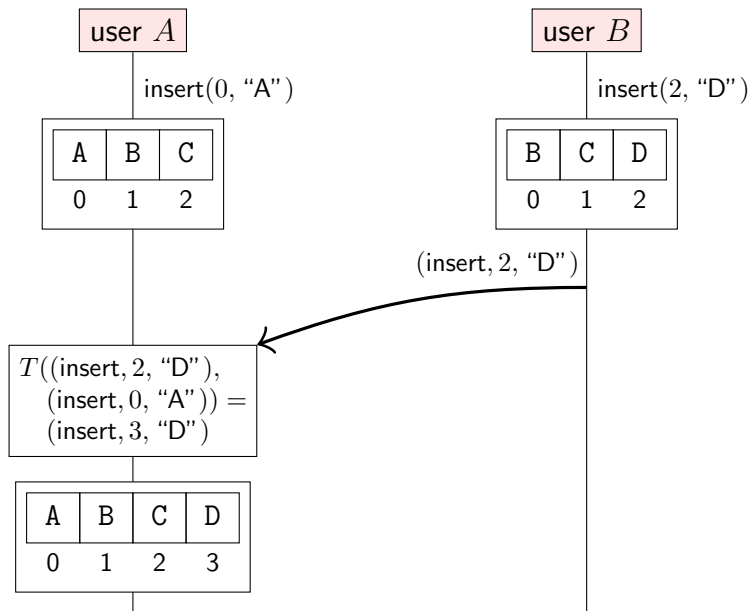 user A
user B
insert(0, “A”)
insert(2, “D”)
A B C
0 1 2
B C D
0 1 2
(insert, 2, “D”)
T((insert, 2, “D”),
(insert, 0, “A”)) =
(insert, 3, “D”)
A B C D
0 1 2 3